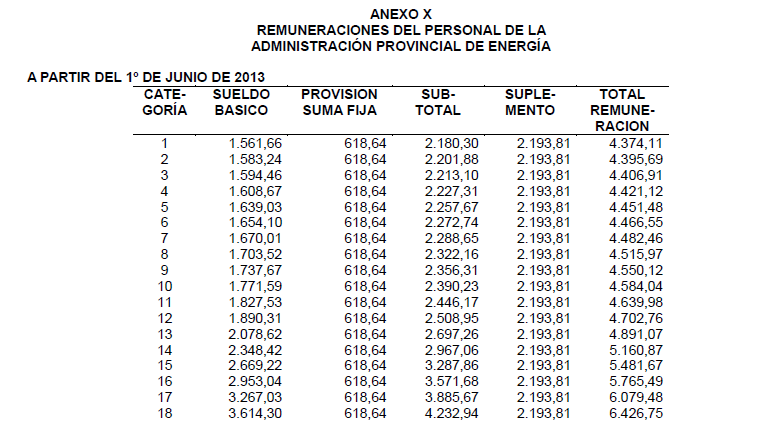 ANEXO X
REMUNERACIONES DEL PERSONAL DE LA
ADMINISTRACIÓN PROVINCIAL DE ENERGÍA
A PARTIR DEL 1º DE JUNIO DE 2013
CATE- SUELDO PROVISION SUB- SUPLE- TOTAL
GORÍA BASICO SUMA FIJA TOTAL MENTO REMUNE-
RACION
1 1.561,66 618,64 2.180,30 2.193,81 4.374,11
2 1.583,24 618,64 2.201,88 2.193,81 4.395,69
3 1.594,46 618,64 2.213,10 2.193,81 4.406,91
4 1.608,67 618,64 2.227,31 2.193,81 4.421,12
5 1.639,03 618,64 2.257,67 2.193,81 4.451,48
6 1.654,10 618,64 2.272,74 2.193,81 4.466,55
7 1.670,01 618,64 2.288,65 2.193,81 4.482,46
8 1.703,52 618,64 2.322,16 2.193,81 4.515,97
9 1.737,67 618,64 2.356,31 2.193,81 4.550,12
10 1.771,59 618,64 2.390,23 2.193,81 4.584,04
11 1.827,53 618,64 2.446,17 2.193,81 4.639,98
12 1.890,31 618,64 2.508,95 2.193,81 4.702,76
13 2.078,62 618,64 2.697,26 2.193,81 4.891,07
14 2.348,42 618,64 2.967,06 2.193,81 5.160,87
15 2.669,22 618,64 3.287,86 2.193,81 5.481,67
16 2.953,04 618,64 3.571,68 2.193,81 5.765,49
17 3.267,03 618,64 3.885,67 2.193,81 6.079,48
18 3.614,30 618,64 4.232,94 2.193,81 6.426,75